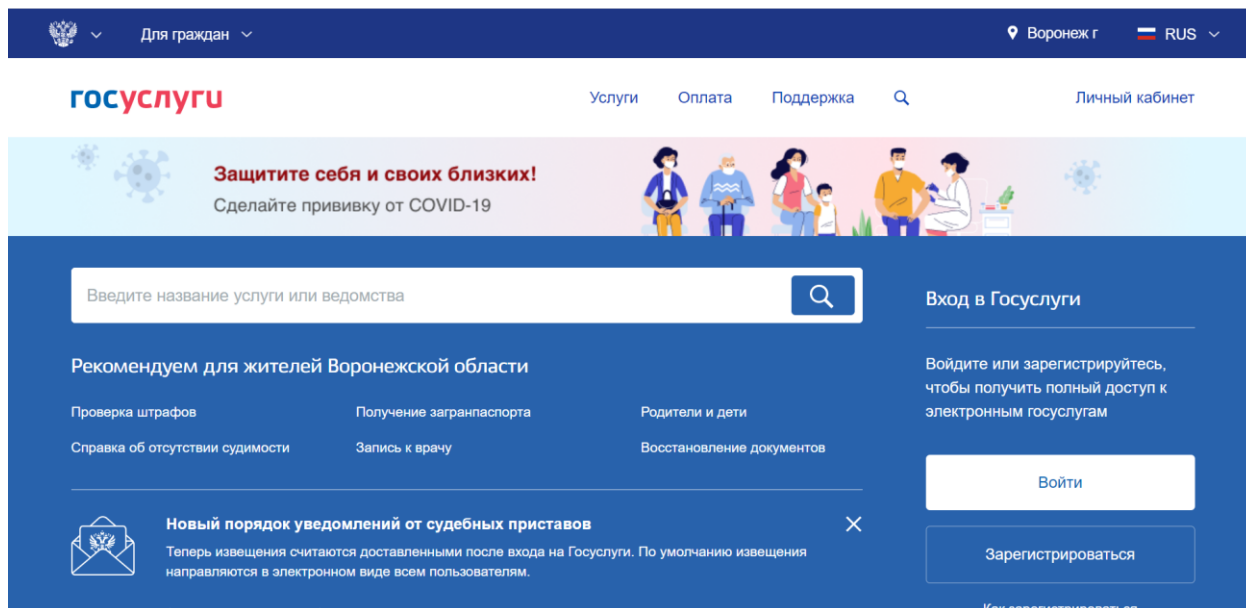 Для граждан
Воронеж г
RUS
госуслуги
Услуги
Оплата
Поддержка
Личный кабинет
Защитите себя и своих близких!
Сделайте прививку от COVID-19
Введите название услуги или ведомства
Рекомендуем для жителей Воронежской области
Проверка штрафов
Получение загранпаспорта
Родители и дети
Справка об отсутствии судимости
Запись к врачу
Восстановление документов
Новый порядок уведомлений от судебных приставов
Теперь извещения считаются доставленными после входа на Госуслуги. По умолчанию извещения
направляются в электронном виде всем пользователям.
Вход в Госуслуги
Войдите или зарегистрируйтесь,
чтобы получить полный доступ к
электронным госуслугам
Войти
Зарегистрироваться
Как зарегистрироваться